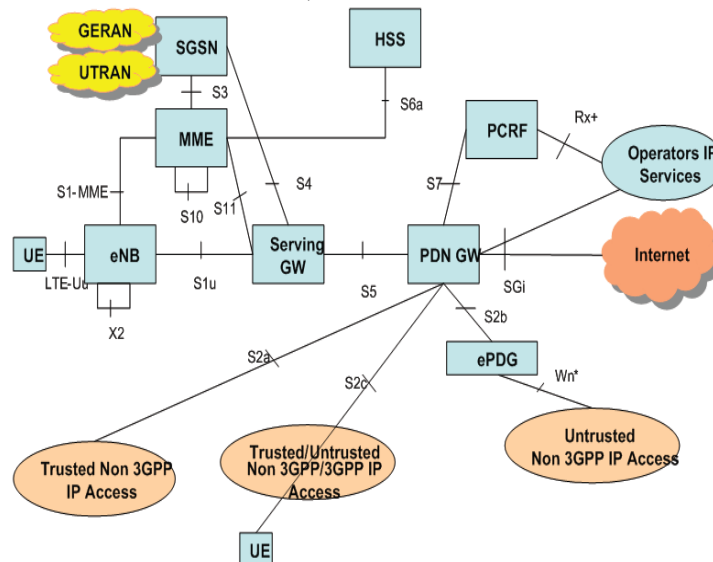 GERAN
SGSN
HSS
UTRAN
S3
S6a
PCRF
Rx+
MME
Operators IP
Services
S1-MME
S10
S11
S4
S7
UE
eNB
Serving
GW
PDN GW
Internet
LTE-Uu
S1u
S5
SGi
X2
S2b
S2a
S2c
ePDG
Wn*
Trusted Non 3GPP
IP Access
Trusted/Untrusted
Non 3GPP/3GPP IP
Access
Untrusted
Non 3GPP IP Access
UE